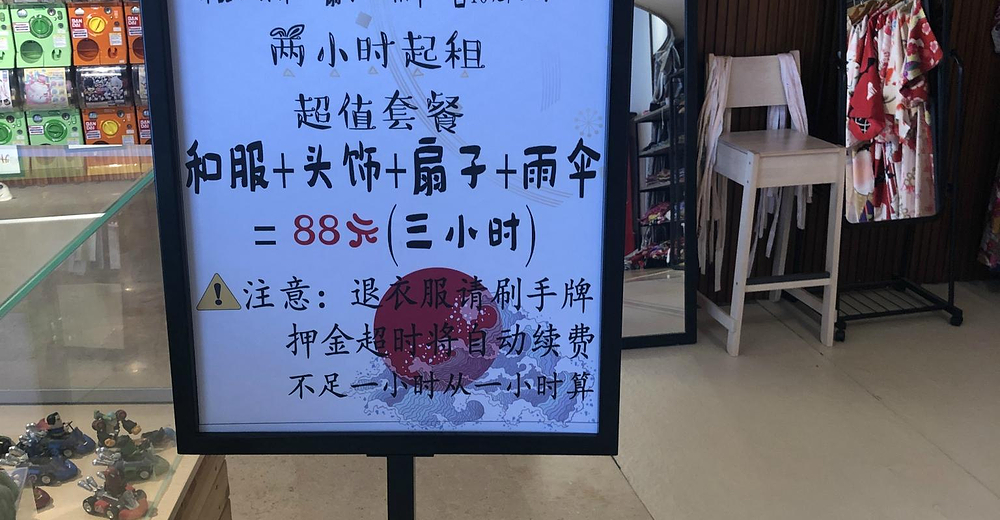 两小时起租
超值套餐
和服+头饰+扇子+雨伞
=88元(三小时)
注意：退衣服请刷手牌
押金超时将自动续费
不足一小时从一小时算